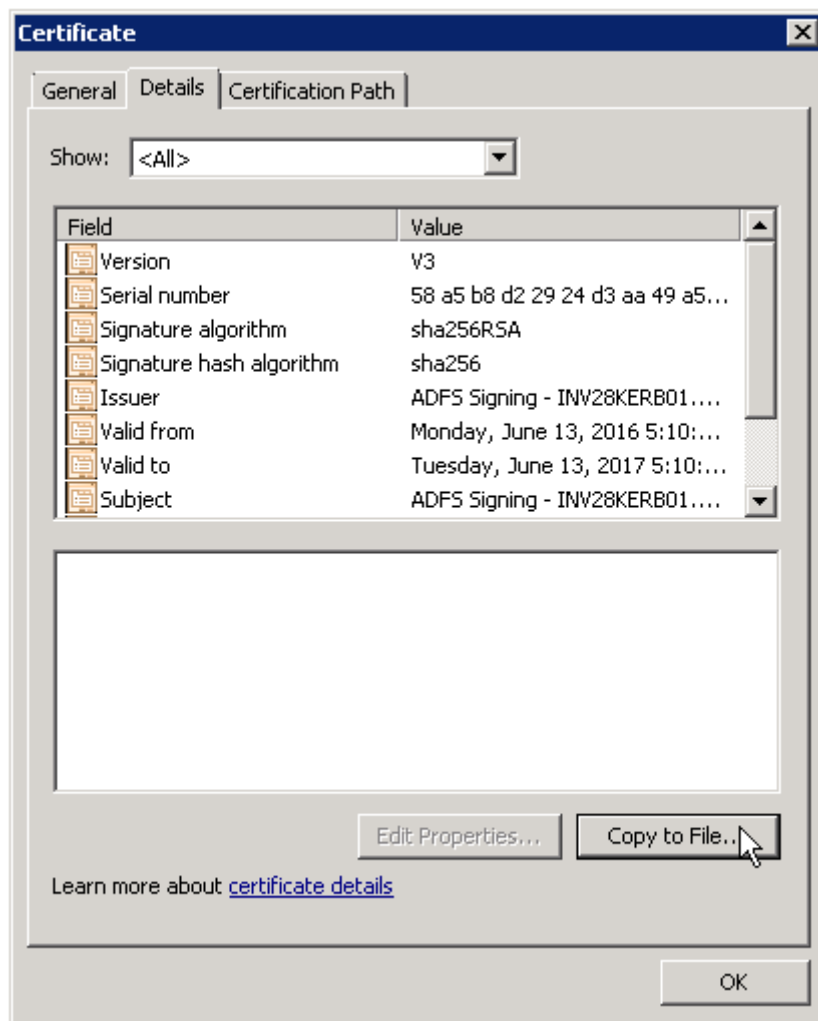 Certificate
General Details Certification Path
Show: <All>
Field Value
Version V3
Serial number 58 a5 b8 d2 29 24 d3 aa 49 a5...
Signature algorithm sha256RSA
Signature hash algorithm sha256
Issuer ADFS Signing - INV28KERB01....
Valid from Monday, June 13, 2016 5:10:...
Valid to Tuesday, June 13, 2017 5:10:...
Subject ADFS Signing - INV28KERB01....
Edit Properties... Copy to File...
Learn more about certificate details
OK